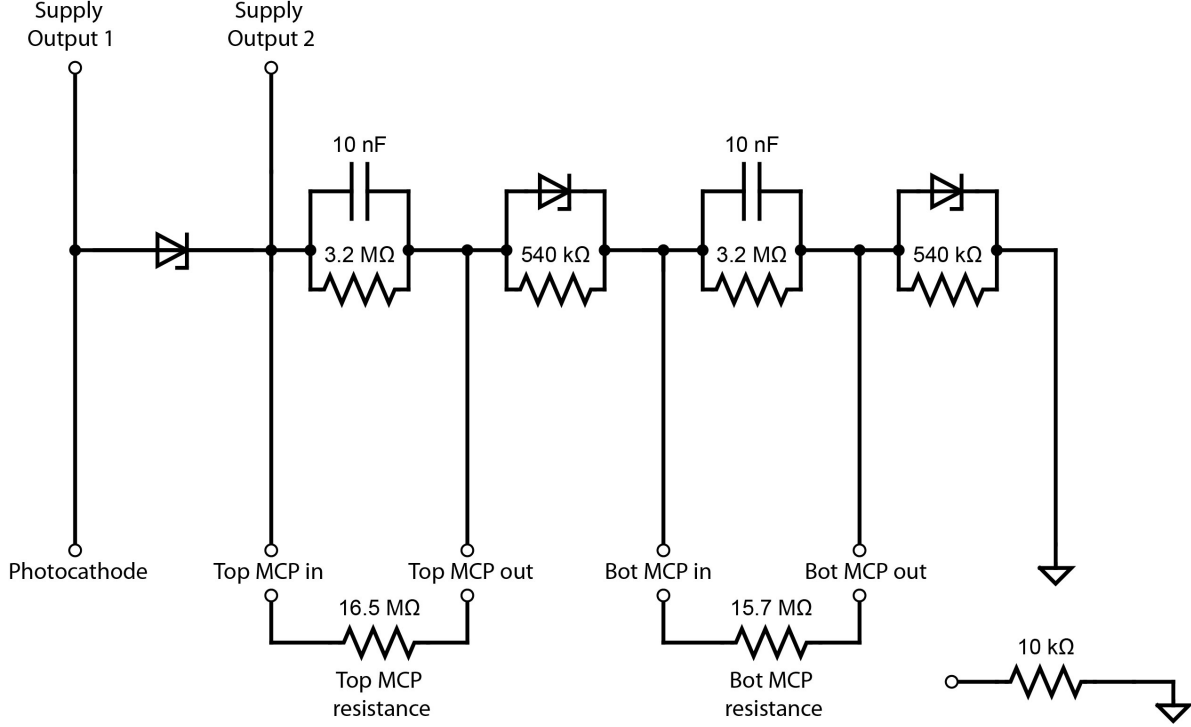 Supply
Output 1
Supply
Output 2
10 nF
10 nF
3.2 MΩ
540 kΩ
3.2 MΩ
540 kΩ
Photocathode
Top MCP in
Top MCP out
Bot MCP in
Bot MCP out
16.5 MΩ
15.7 MΩ
Top MCP
resistance
Bot MCP
resistance
10 kΩ